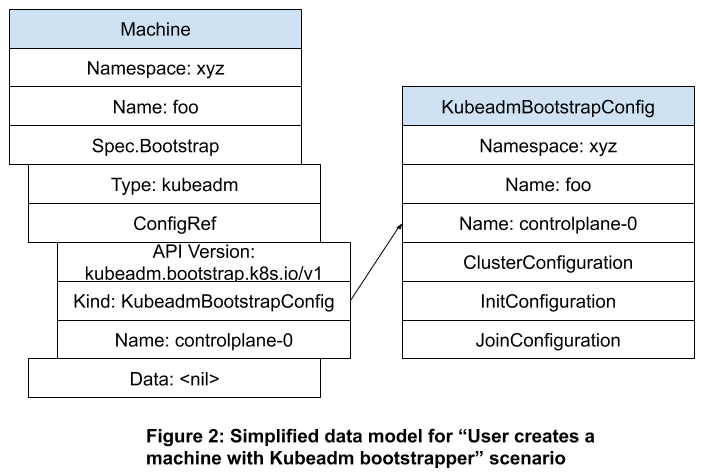 Machine
Namespace: xyz
Name: foo
Spec.Bootstrap
Type: kubeadm
ConfigRef
API Version:
kubeadm.bootstrap.k8s.io/v1
Kind: KubeadmBootstrapConfig
Name: controlplane-0
Data: <nil>
KubeadmBootstrapConfig
Namespace: xyz
Name: foo
Name: controlplane-0
ClusterConfiguration
InitConfiguration
JoinConfiguration
Figure 2: Simplified data model for “User creates a
machine with Kubeadm bootstrapper” scenario